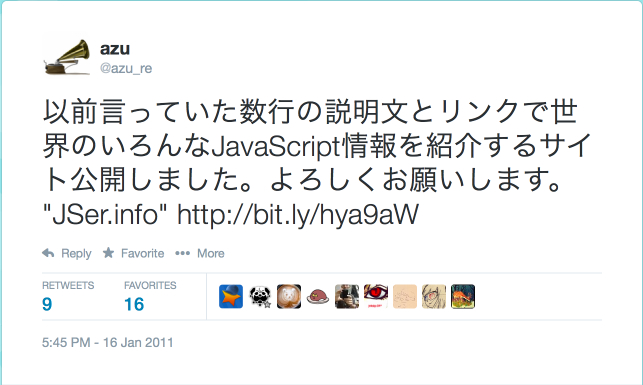 azu
@azu_re
以前言っていた数行の説明文とリンクで世
界のいろんなJavaScript情報を紹介するサイ
ト公開しました。よろしくお願いします。
"JSer.info" http://bit.ly/hya9aW
Reply Favorite More
RETWEETS FAVORITES
9 16
5:45 PM - 16 Jan 2011